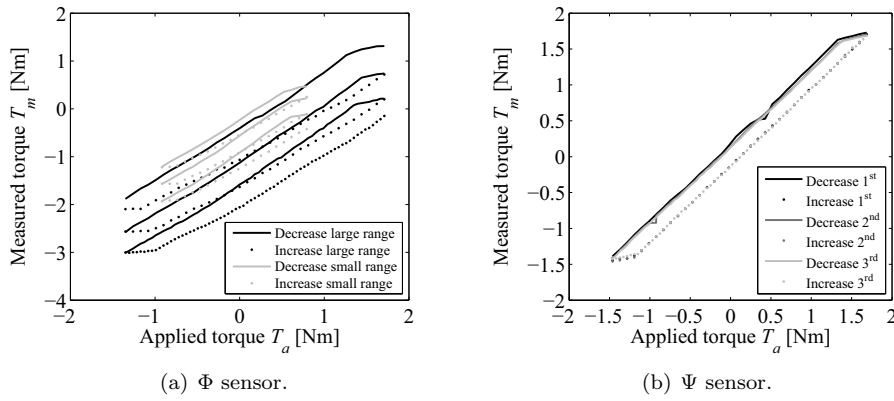 2
1
0
−1
−2
−3
−4
−2 −1 0 1 2
Measured torque T_m [Nm]
Applied torque T_a [Nm]
Decrease large range
Increase large range
Decrease small range
Increase small range
(a) Φ sensor.
2
1.5
1
0.5
0
−0.5
−1
−1.5
−2
−2 −1.5 −1 −0.5 0 0.5 1 1.5 2
Measured torque T_m [Nm]
Applied torque T_a [Nm]
Decrease 1st
Increase 1st
Decrease 2nd
Increase 2nd
Decrease 3rd
Increase 3rd
(b) Ψ sensor.